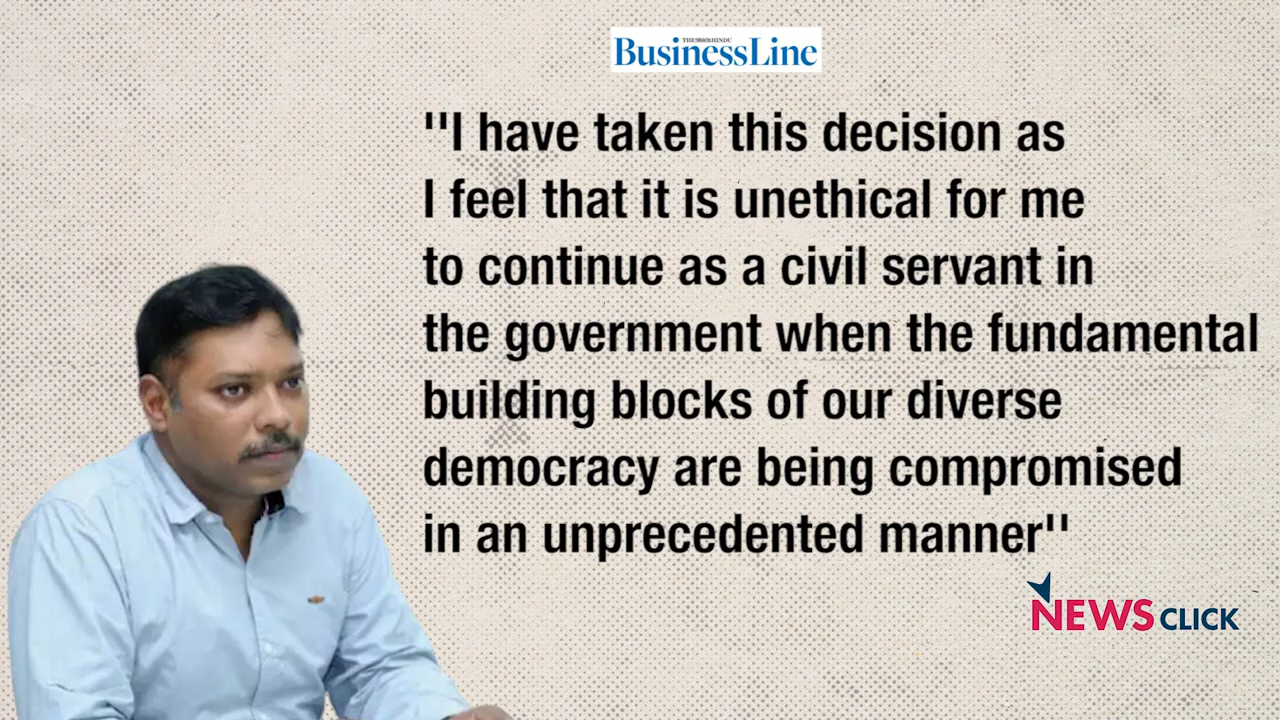 THE HINDU
BusinessLine
"I have taken this decision as
I feel that it is unethical for me
to continue as a civil servant in
the government when the fundamental
building blocks of our diverse
democracy are being compromised
in an unprecedented manner"
NEWSCLICK